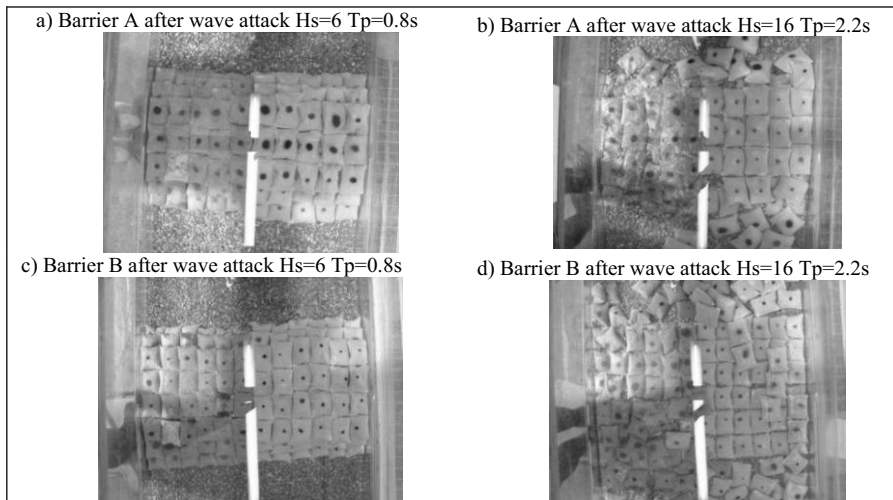 a) Barrier A after wave attack Hs=6 Tp=0.8s
b) Barrier A after wave attack Hs=16 Tp=2.2s
c) Barrier B after wave attack Hs=6 Tp=0.8s
d) Barrier B after wave attack Hs=16 Tp=2.2s